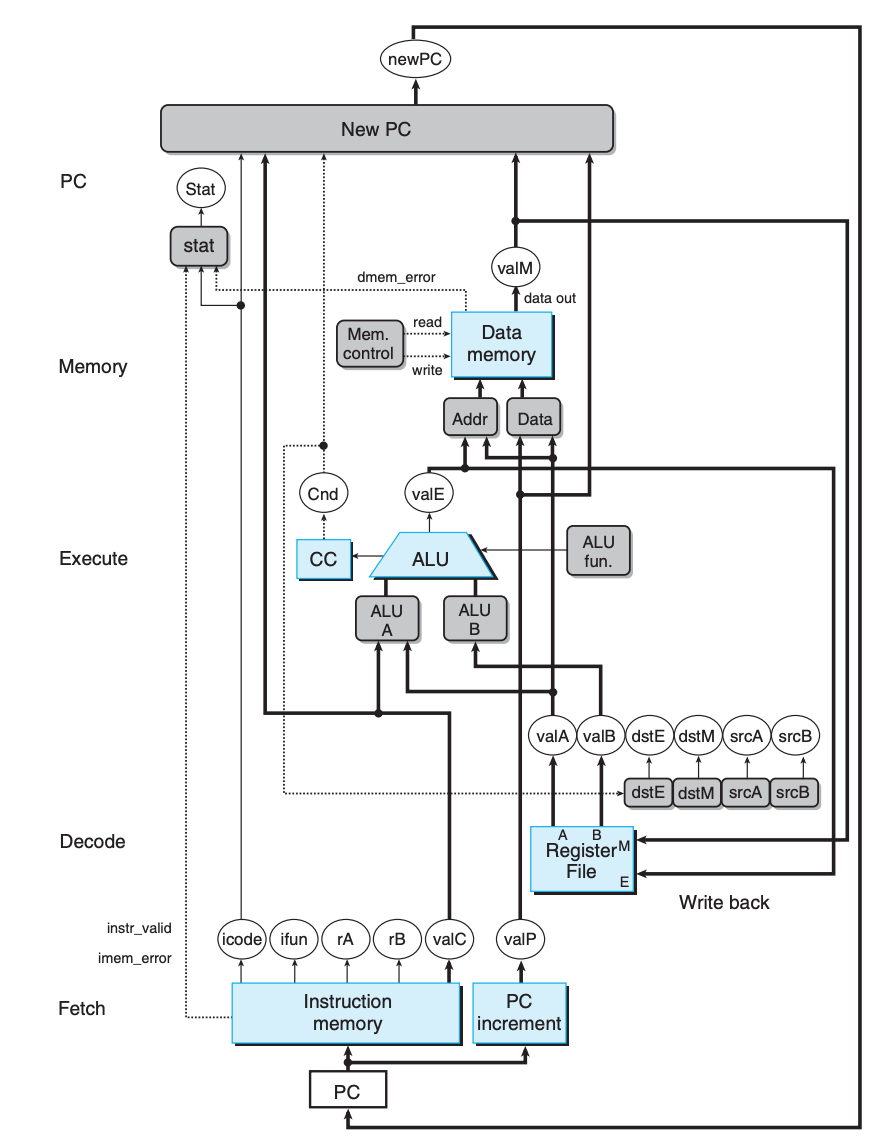 newPC
New PC
PC
Stat
stat
valM
dmem_error
data out
read
Mem.
control
Data
memory
Memory
write
Addr
Data
Cnd
valE
Execute
CC
ALU
ALU
fun.
ALU
A
ALU
B
valA
valB
dstE
dstM
srcA
srcB
dstE
dstM
srcA
srcB
Decode
A
B
M
Register
File
E
Write back
instr_valid
imem_error
icode
ifun
rA
rB
valC
valP
Fetch
Instruction
memory
PC
increment
PC